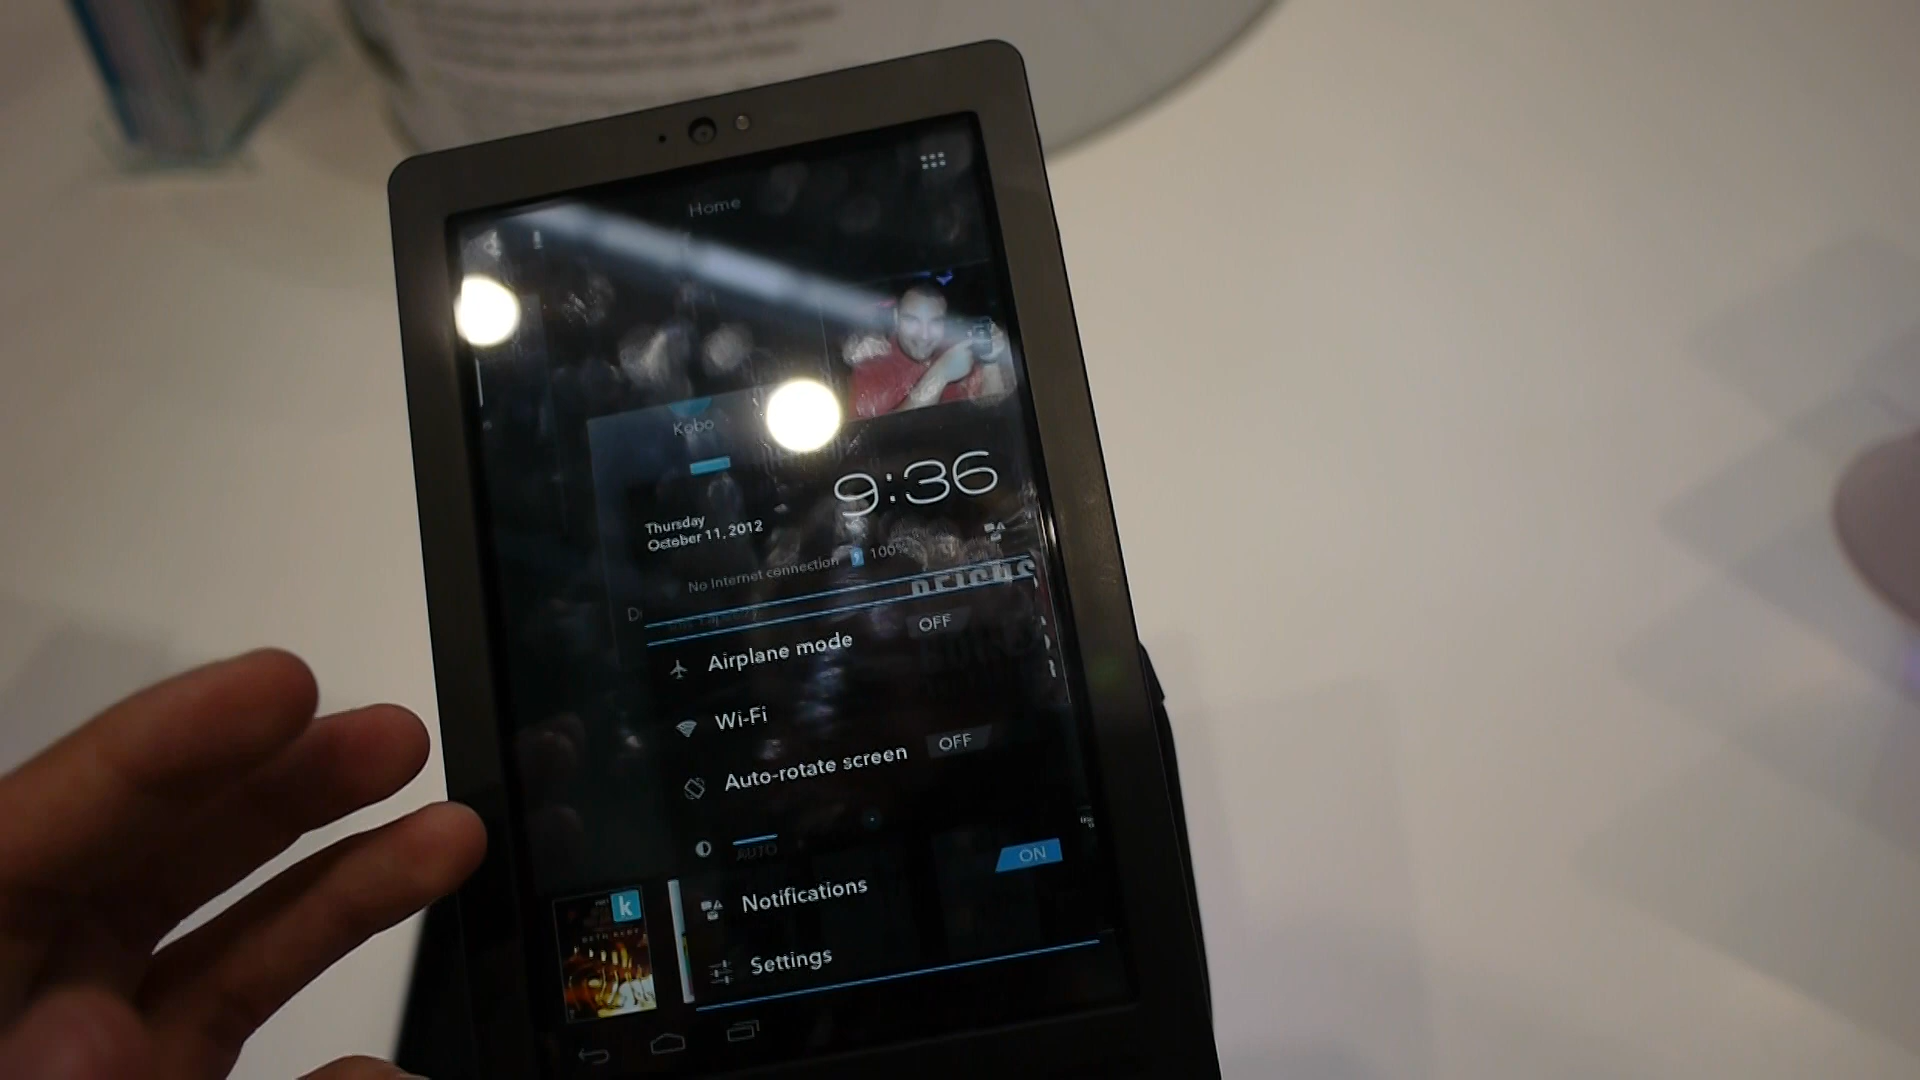 Home
Kobo
9:36
Thursday
October 11, 2012
No Internet connection 100%
Airplane mode OFF
Wi-Fi
Auto-rotate screen OFF
AUTO
ON
Notifications
k
Settings